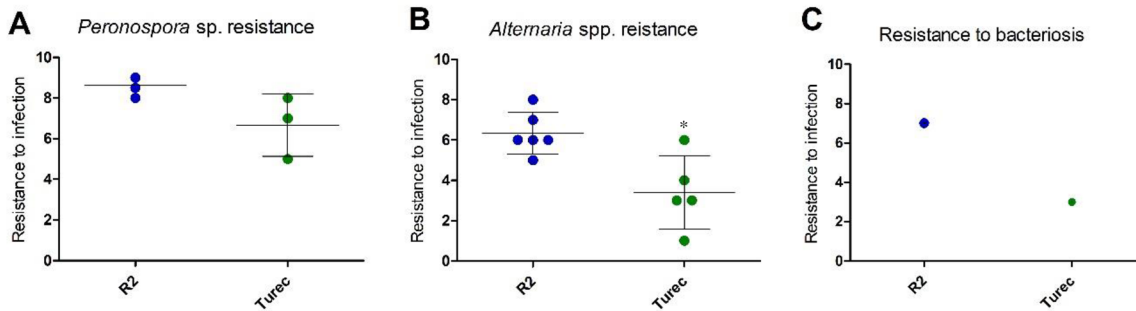 A
Peronospora sp. resistance
Resistance to infection
10
8
6
4
2
0
R2
Turec
B
Alternaria spp. reistance
Resistance to infection
10
8
6
4
2
0
*
R2
Turec
C
Resistance to bacteriosis
Resistance to infection
10
8
6
4
2
0
R2
Turec